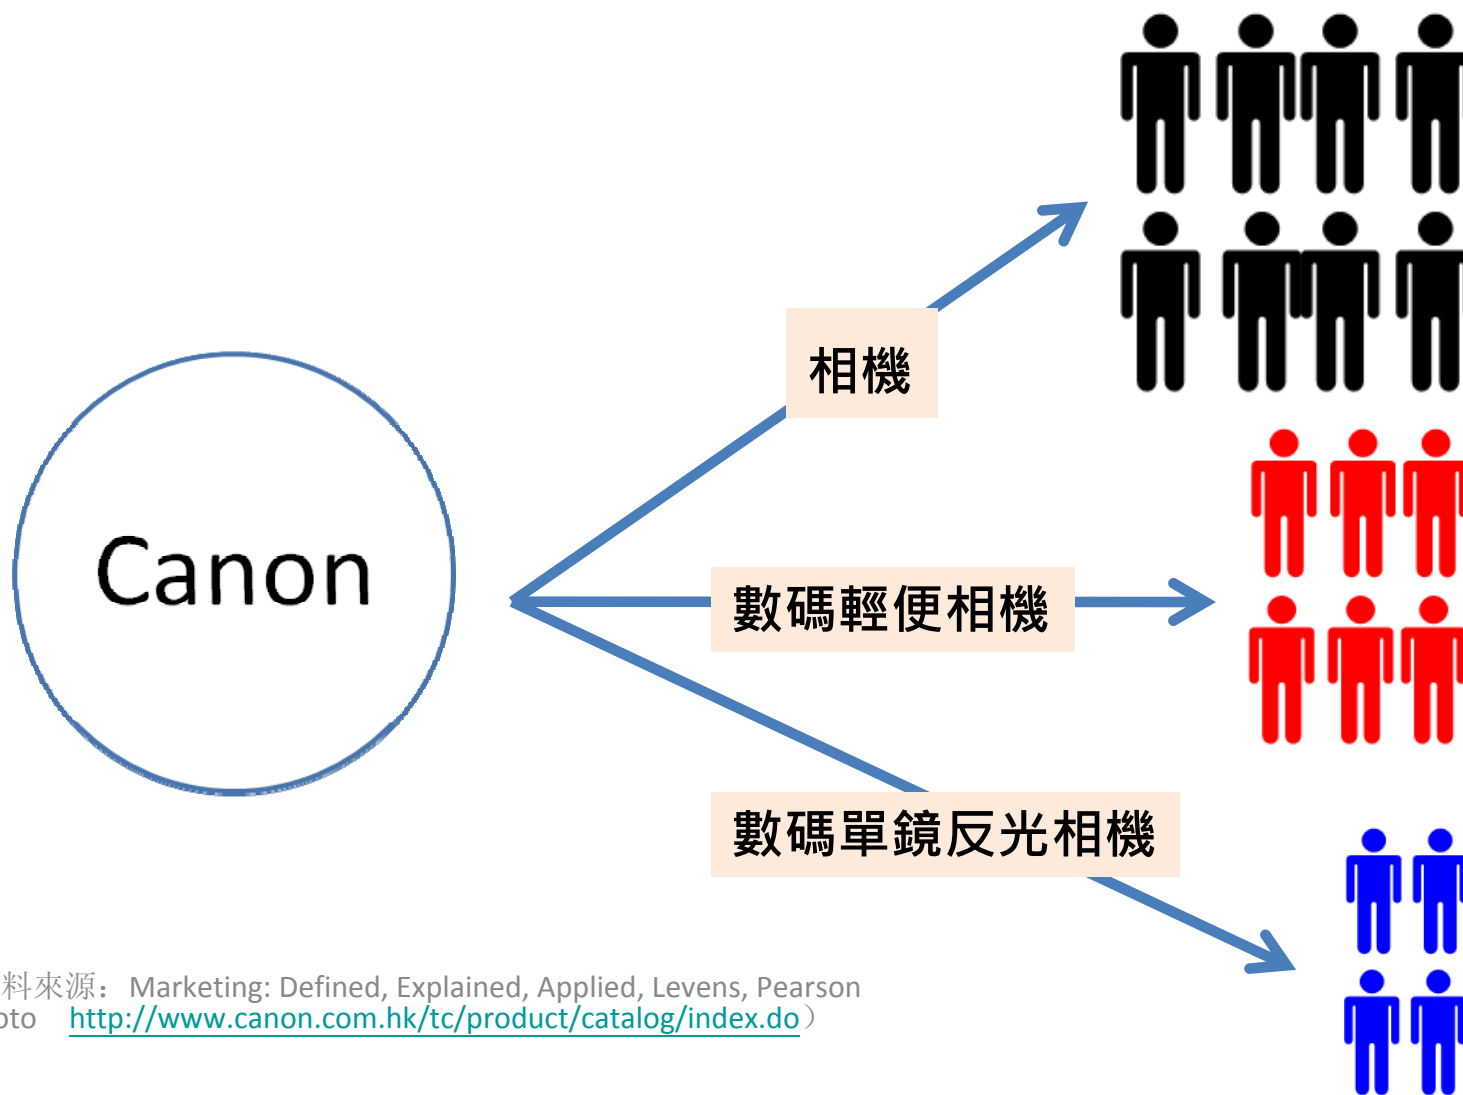 相機
Canon
數碼輕便相機
數碼單鏡反光相機
料來源：Marketing: Defined, Explained, Applied, Levens, Pearson
oto http://www.canon.com.hk/tc/product/catalog/index.do）